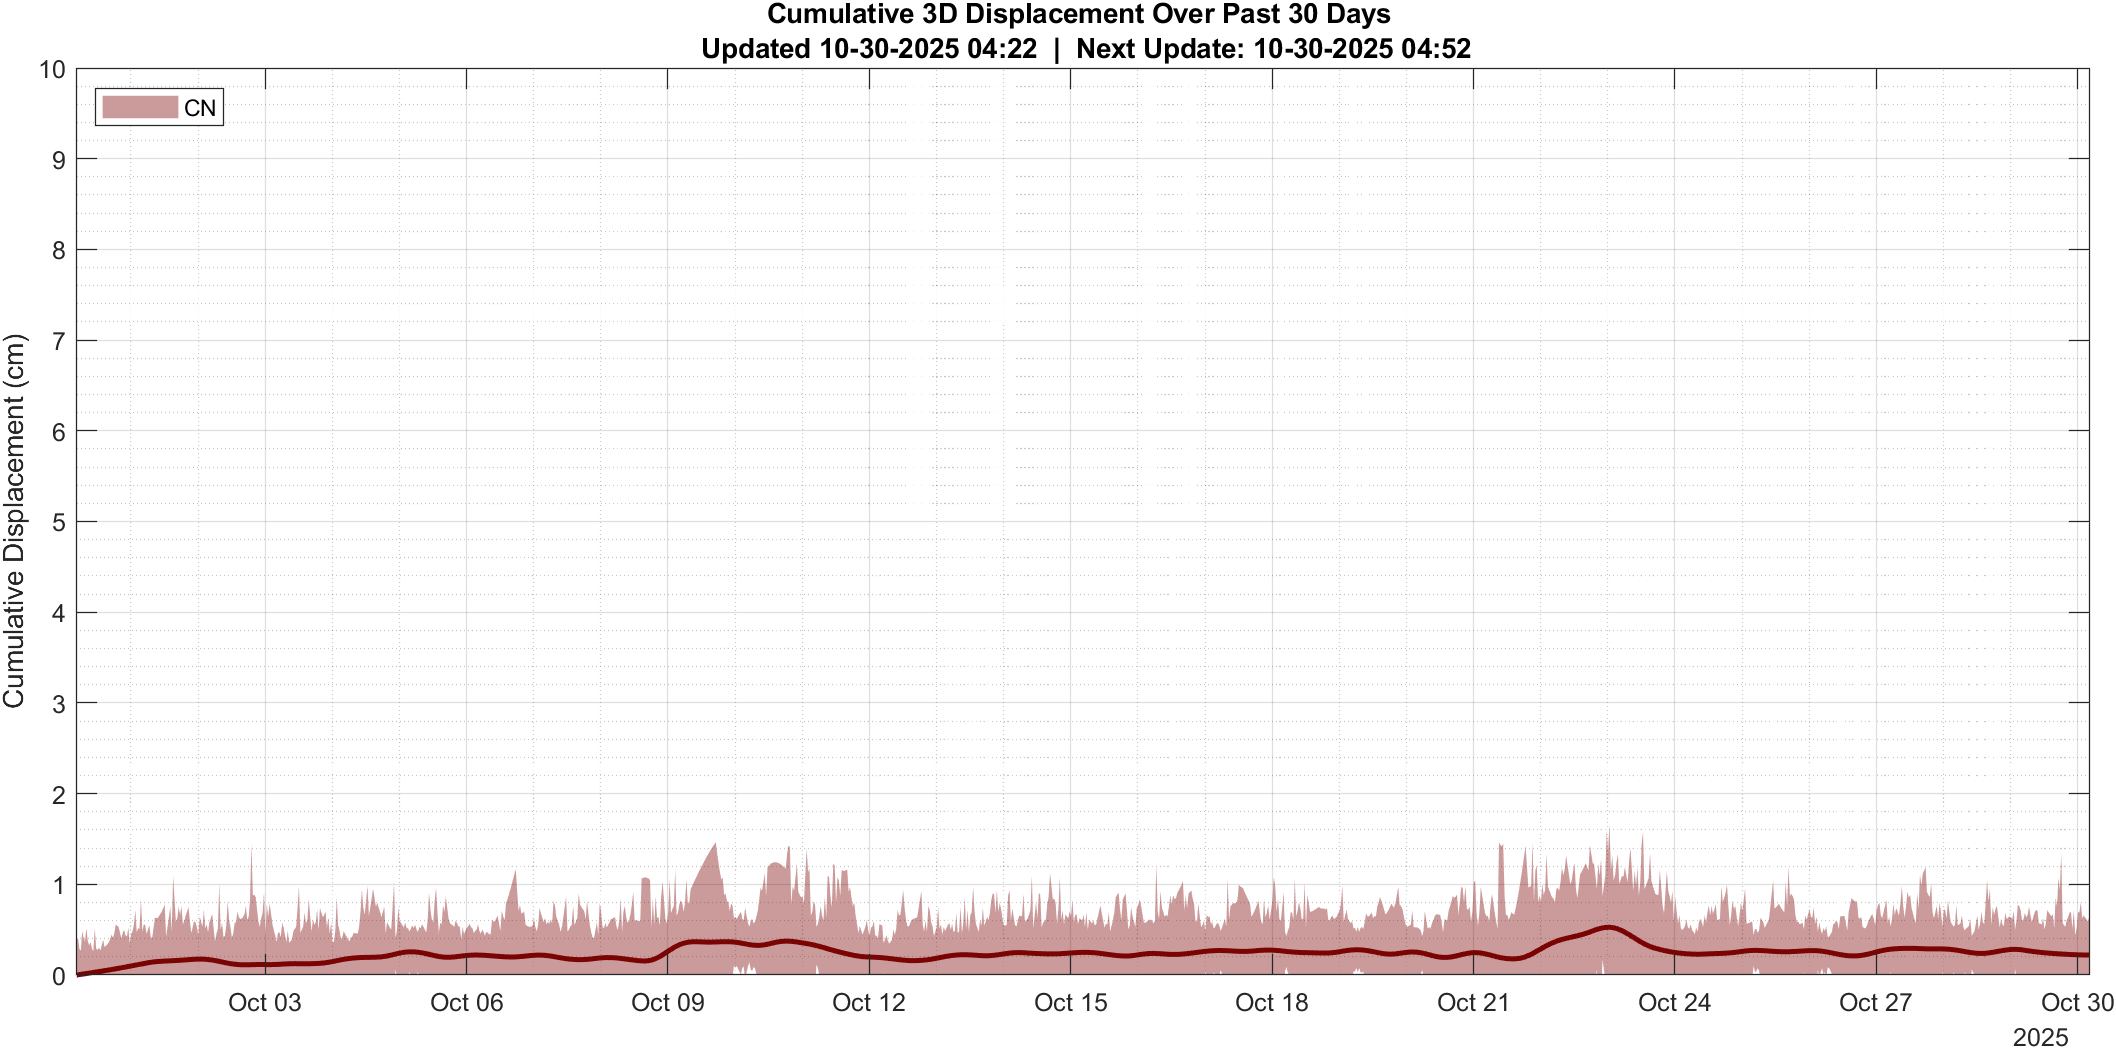 Cumulative 3D Displacement Over Past 30 Days
Updated 10-30-2025 04:22 | Next Update: 10-30-2025 04:52
CN
Cumulative Displacement (cm)
10
9
8
7
6
5
4
3
2
1
0
Oct 03
Oct 06
Oct 09
Oct 12
Oct 15
Oct 18
Oct 21
Oct 24
Oct 27
Oct 30
2025